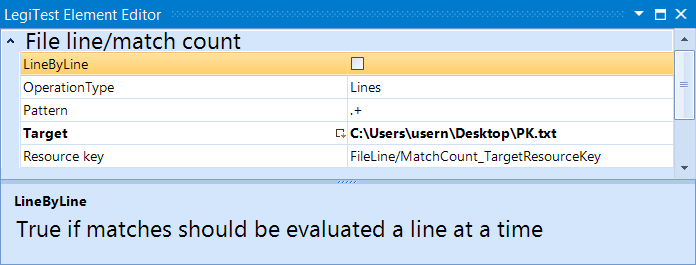 LegiTest Element Editor
File line/match count
LineByLine
OperationType Lines
Pattern .+
Target C:\Users\usern\Desktop\PK.txt
Resource key FileLine/MatchCount_TargetResourceKey
LineByLine
True if matches should be evaluated a line at a time